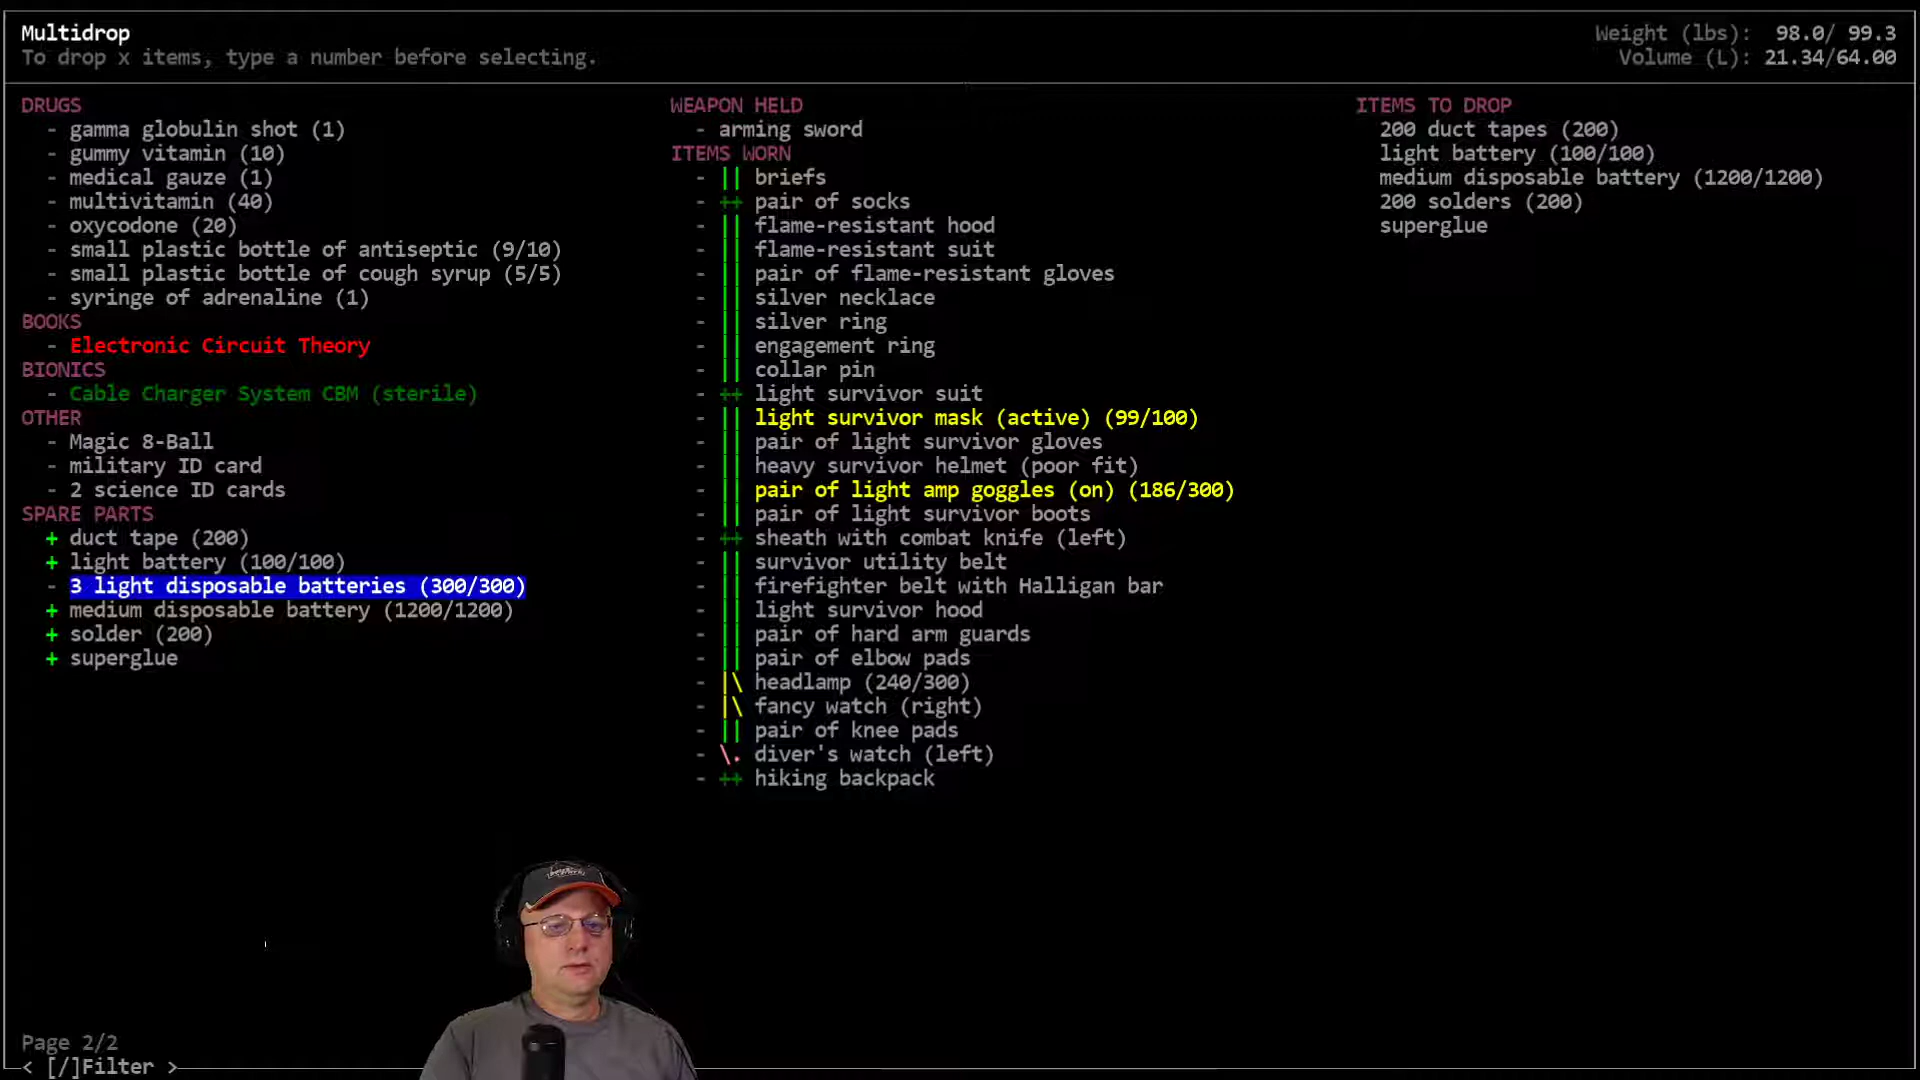 Multidrop
To drop x items, type a number before selecting.
Weight (lbs): 98.0/ 99.3
Volume (L): 21.34/64.00
DRUGS
- gamma globulin shot (1)
- gummy vitamin (10)
- medical gauze (1)
- multivitamin (40)
- oxycodone (20)
- small plastic bottle of antiseptic (9/10)
- small plastic bottle of cough syrup (5/5)
- syringe of adrenaline (1)
BOOKS
- Electronic Circuit Theory
BIONICS
- Cable Charger System CBM (sterile)
OTHER
- Magic 8-Ball
- military ID card
- 2 science ID cards
SPARE PARTS
+ duct tape (200)
+ light battery (100/100)
- 3 light disposable batteries (300/300)
+ medium disposable battery (1200/1200)
+ solder (200)
+ superglue
WEAPON HELD
- arming sword
ITEMS WORN
- || briefs
- ++ pair of socks
- || flame-resistant hood
- || flame-resistant suit
- || pair of flame-resistant gloves
- || silver necklace
- || silver ring
- || engagement ring
- || collar pin
- ++ light survivor suit
- || light survivor mask (active) (99/100)
- || pair of light survivor gloves
- || heavy survivor helmet (poor fit)
- || pair of light amp goggles (on) (186/300)
- || pair of light survivor boots
- ++ sheath with combat knife (left)
- || survivor utility belt
- || firefighter belt with Halligan bar
- || light survivor hood
- || pair of hard arm guards
- || pair of elbow pads
- |\ headlamp (240/300)
- |\ fancy watch (right)
- || pair of knee pads
- \. diver's watch (left)
- ++ hiking backpack
ITEMS TO DROP
200 duct tapes (200)
light battery (100/100)
medium disposable battery (1200/1200)
200 solders (200)
superglue
Page 2/2
< [/]Filter >